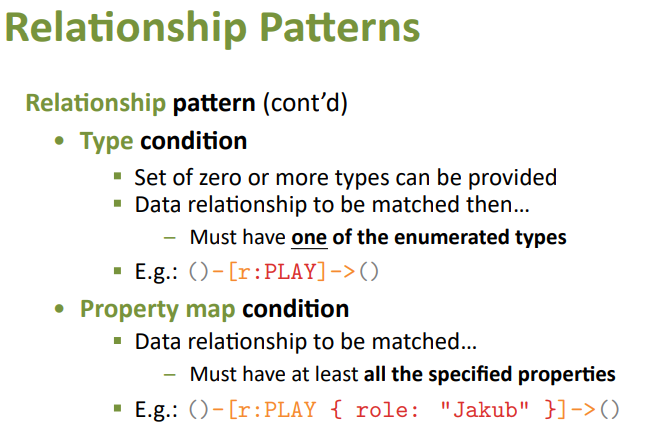 Relationship Patterns
Relationship pattern (cont’d)
• Type condition
▪ Set of zero or more types can be provided
▪ Data relationship to be matched then…
– Must have one of the enumerated types
▪ E.g.: ()-[r:PLAY]->()
• Property map condition
▪ Data relationship to be matched…
– Must have at least all the specified properties
▪ E.g.: ()-[r:PLAY { role: "Jakub" }]->()